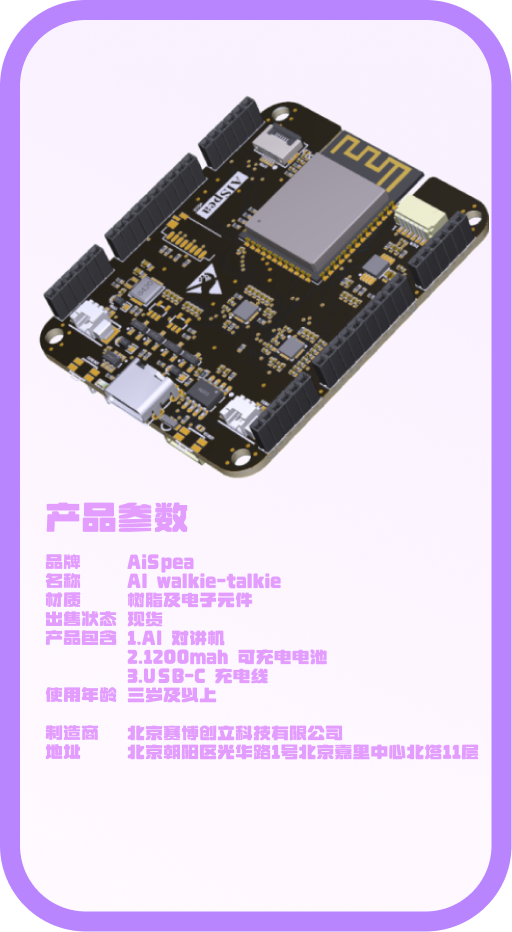 AISpea
产品参数
品牌 AiSpea
名称 AI walkie-talkie
材质 树脂及电子元件
出售状态 现货
产品包含 1.AI 对讲机
2.1200mah 可充电电池
3.USB-C 充电线
使用年龄 三岁及以上
制造商 北京赛博创立科技有限公司
地址 北京朝阳区光华路1号北京嘉里中心北塔11层